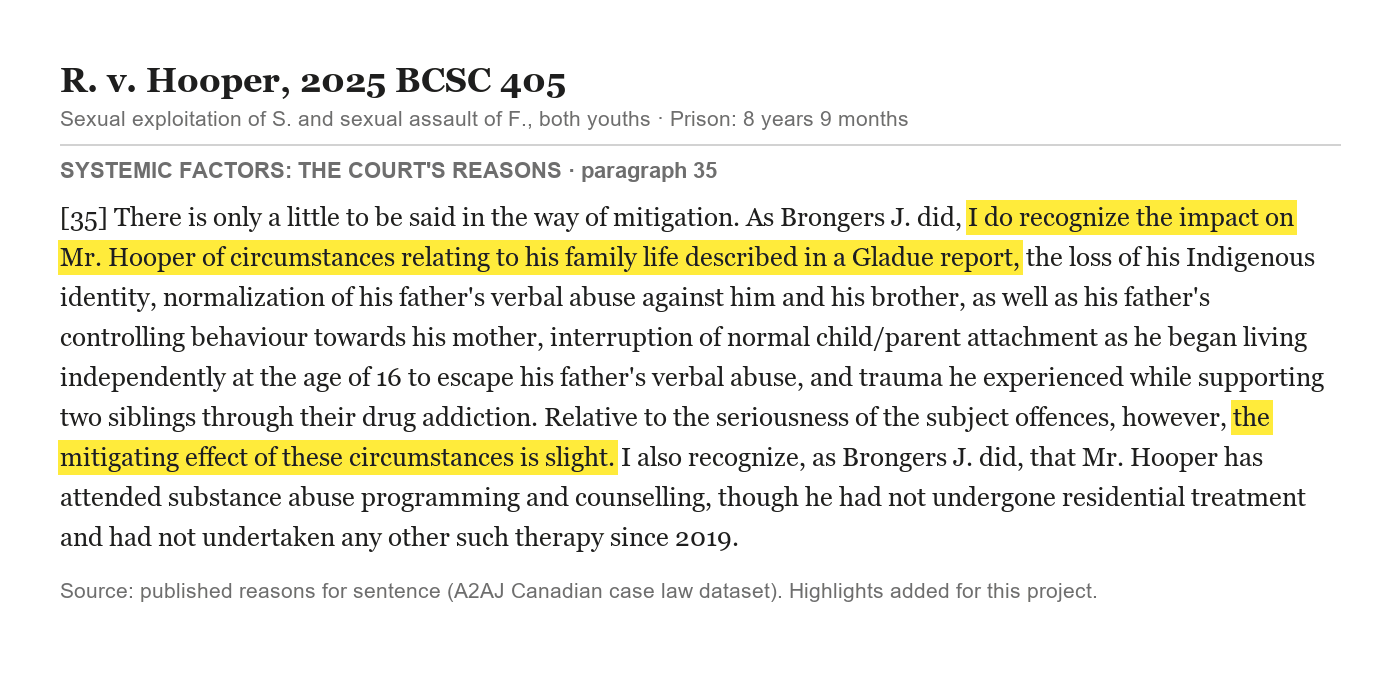 R. v. Hooper, 2025 BCSC 405
Sexual exploitation of S. and sexual assault of F., both youths · Prison: 8 years 9 months
SYSTEMIC FACTORS: THE COURT'S REASONS · paragraph 35
[35] There is only a little to be said in the way of mitigation. As Brongers J. did, I do recognize the impact on
Mr. Hooper of circumstances relating to his family life described in a Gladue report, the loss of his Indigenous
identity, normalization of his father's verbal abuse against him and his brother, as well as his father's
controlling behaviour towards his mother, interruption of normal child/parent attachment as he began living
independently at the age of 16 to escape his father's verbal abuse, and trauma he experienced while supporting
two siblings through their drug addiction. Relative to the seriousness of the subject offences, however, the
mitigating effect of these circumstances is slight. I also recognize, as Brongers J. did, that Mr. Hooper has
attended substance abuse programming and counselling, though he had not undergone residential treatment
and had not undertaken any other such therapy since 2019.
Source: published reasons for sentence (A2AJ Canadian case law dataset). Highlights added for this project.